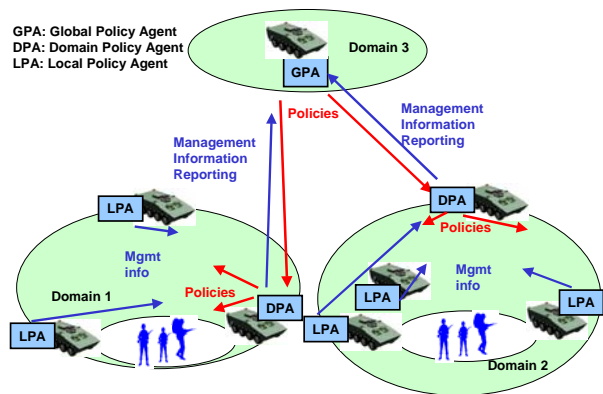 GPA: Global Policy Agent
DPA: Domain Policy Agent
LPA: Local Policy Agent
Domain 3
GPA
Policies
Management
Information
Reporting
Management
Information
Reporting
LPA
DPA
Policies
Mgmt
info
Mgmt
info
Domain 1
Policies
DPA
LPA
LPA
LPA
LPA
Domain 2